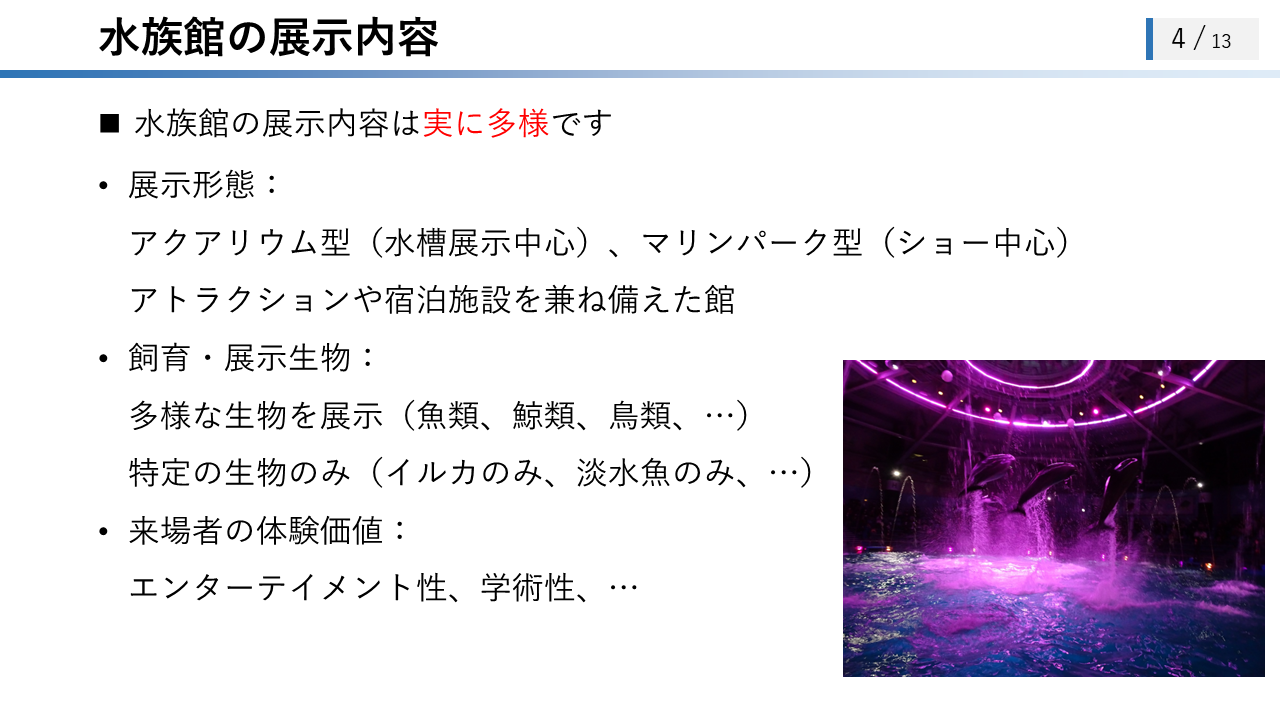 水族館の展示内容
4 / 13
■ 水族館の展示内容は実に多様です
• 展示形態：
アクアリウム型（水槽展示中心）、マリンパーク型（ショー中心）
アトラクションや宿泊施設を兼ね備えた館
• 飼育・展示生物：
多様な生物を展示（魚類、鯨類、鳥類、…）
特定の生物のみ（イルカのみ、淡水魚のみ、…）
• 来場者の体験価値：
エンターテイメント性、学術性、…